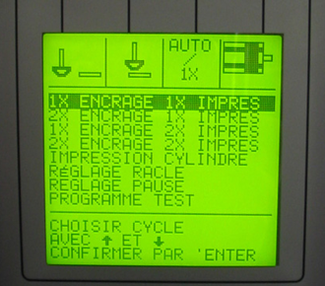 AUTO
/
1X
1X ENCRAGE 1X IMPRES
2X ENCRAGE 1X IMPRES
1X ENCRAGE 2X IMPRES
2X ENCRAGE 2X IMPRES
IMPRESSION CYLINDRE
RéGLAGE RACLE
REGLAGE PAUSE
PROGRAMME TEST
CHOISIR CYCLE
AVEC ↑ ET ↓
CONFIRMER PAR 'ENTER